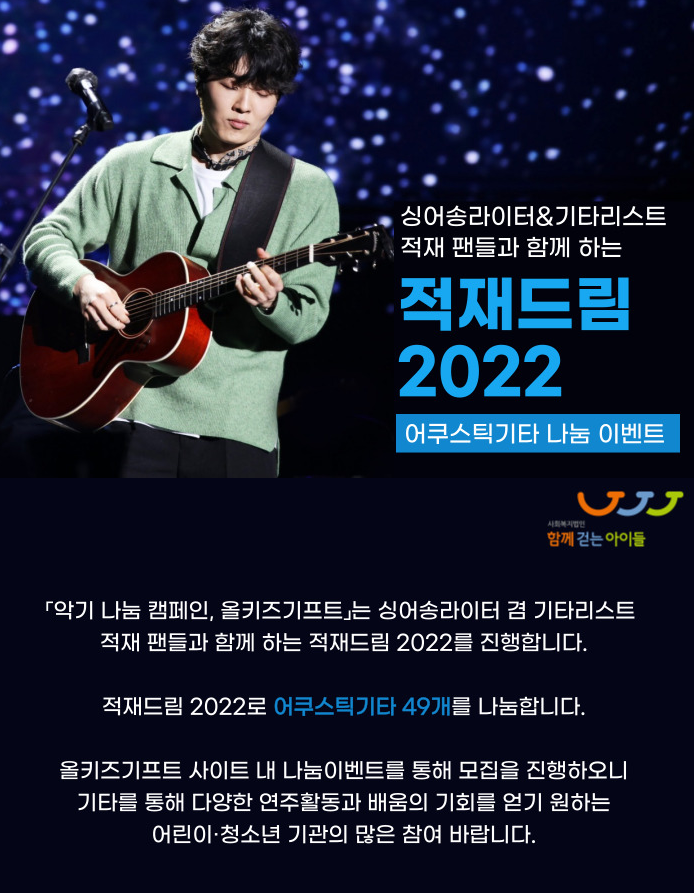 싱어송라이터&기타리스트
적재 팬들과 함께 하는
적재드림
2022
어쿠스틱기타 나눔 이벤트
사회복지법인
함께 걷는 아이들
「악기 나눔 캠페인, 올키즈기프트」는 싱어송라이터 겸 기타리스트
적재 팬들과 함께 하는 적재드림 2022를 진행합니다.
적재드림 2022로 어쿠스틱기타 49개를 나눔합니다.
올키즈기프트 사이트 내 나눔이벤트를 통해 모집을 진행하오니
기타를 통해 다양한 연주활동과 배움의 기회를 얻기 원하는
어린이·청소년 기관의 많은 참여 바랍니다.